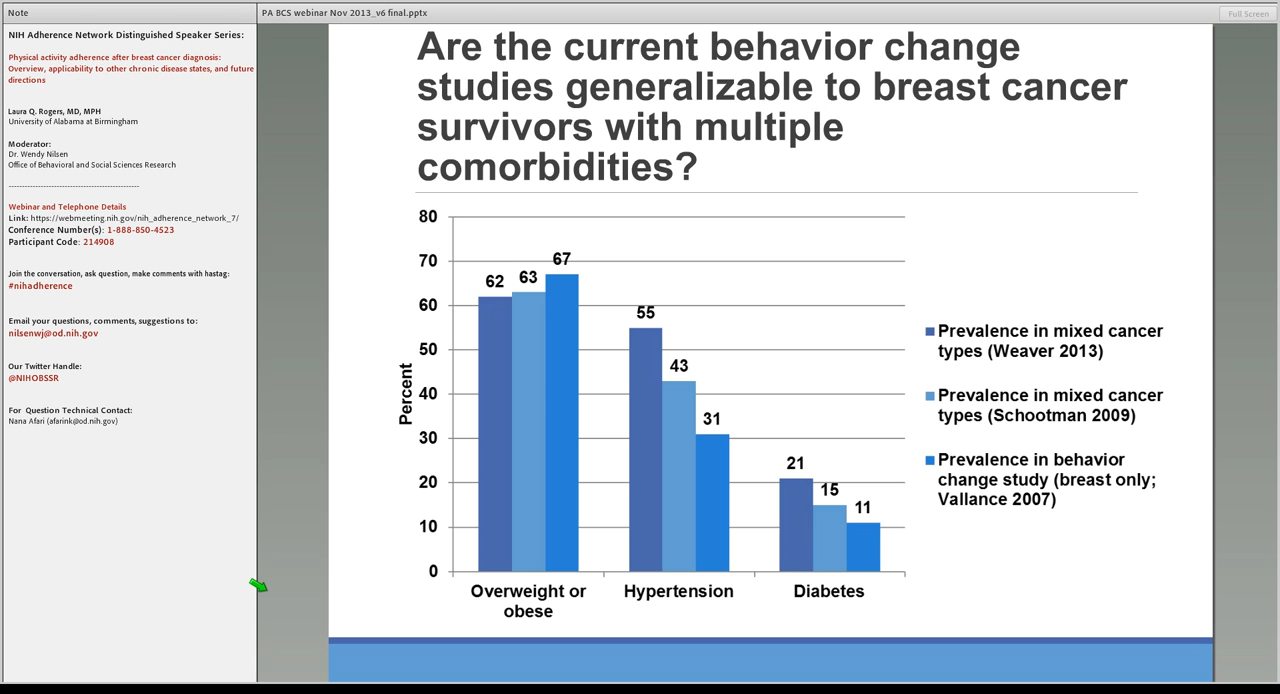 Note
PA BCS webinar Nov 2013_v6 final.pptx
Full Screen
NIH Adherence Network Distinguished Speaker Series:
Physical activity adherence after breast cancer diagnosis:
Overview, applicability to other chronic disease states, and future
directions
Laura Q. Rogers, MD, MPH
University of Alabama at Birmingham
Moderator:
Dr. Wendy Nilsen
Office of Behavioral and Social Sciences Research
------------------------------------------------
Webinar and Telephone Details
Link: https://webmeeting.nih.gov/nih_adherence_network_7/
Conference Number(s): 1-888-850-4523
Participant Code: 214908
Join the conversation, ask question, make comments with hastag:
#nihadherence
Email your questions, comments, suggestions to:
nilsenwj@od.nih.gov
Our Twitter Handle:
@NIHOBSSR
For Question Technical Contact:
Nana Afari (afarink@od.nih.gov)
Are the current behavior change
studies generalizable to breast cancer
survivors with multiple
comorbidities?
80
70
60
50
40
30
20
10
0
Percent
62
63
67
55
43
31
21
15
11
Overweight or
obese
Hypertension
Diabetes
Prevalence in mixed cancer
types (Weaver 2013)
Prevalence in mixed cancer
types (Schootman 2009)
Prevalence in behavior
change study (breast only;
Vallance 2007)